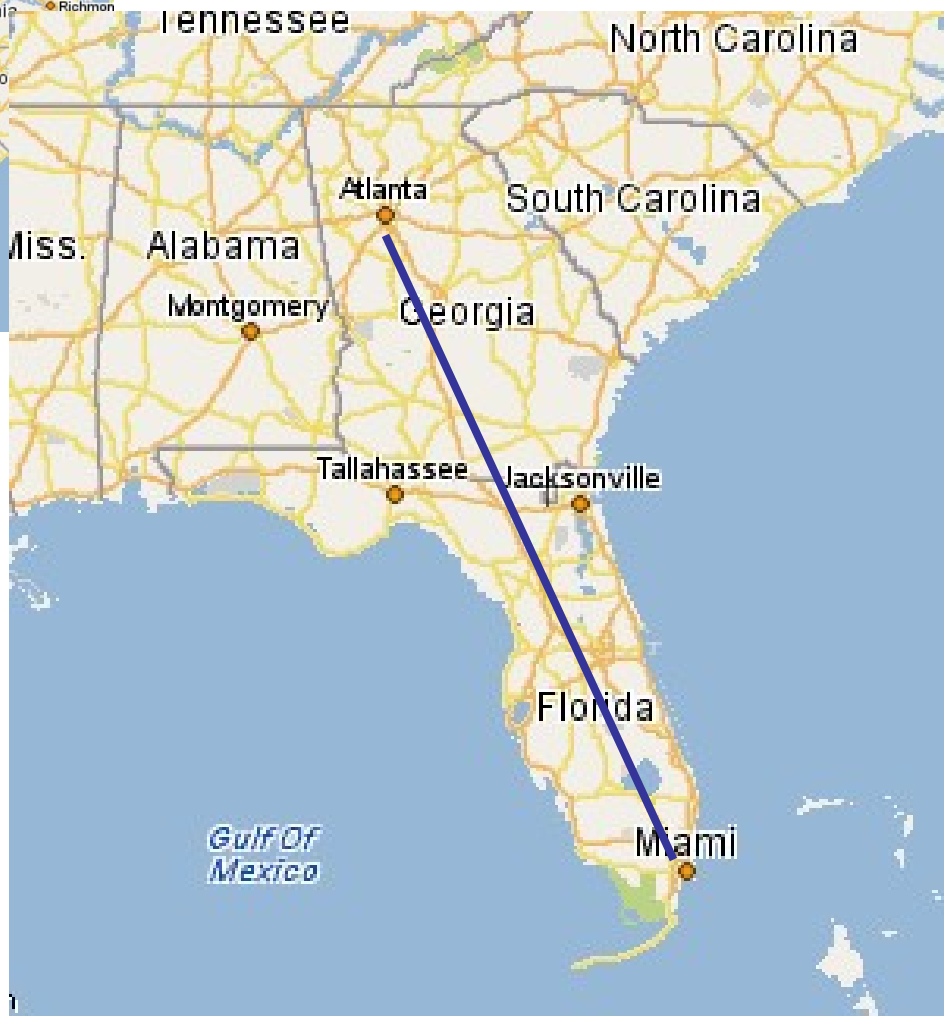 Richmon
Tennessee
North Carolina
Atlanta
South Carolina
Miss.
Alabama
Montgomery
Georgia
Tallahassee
Jacksonville
Florida
Miami
Gulf Of
Mexico